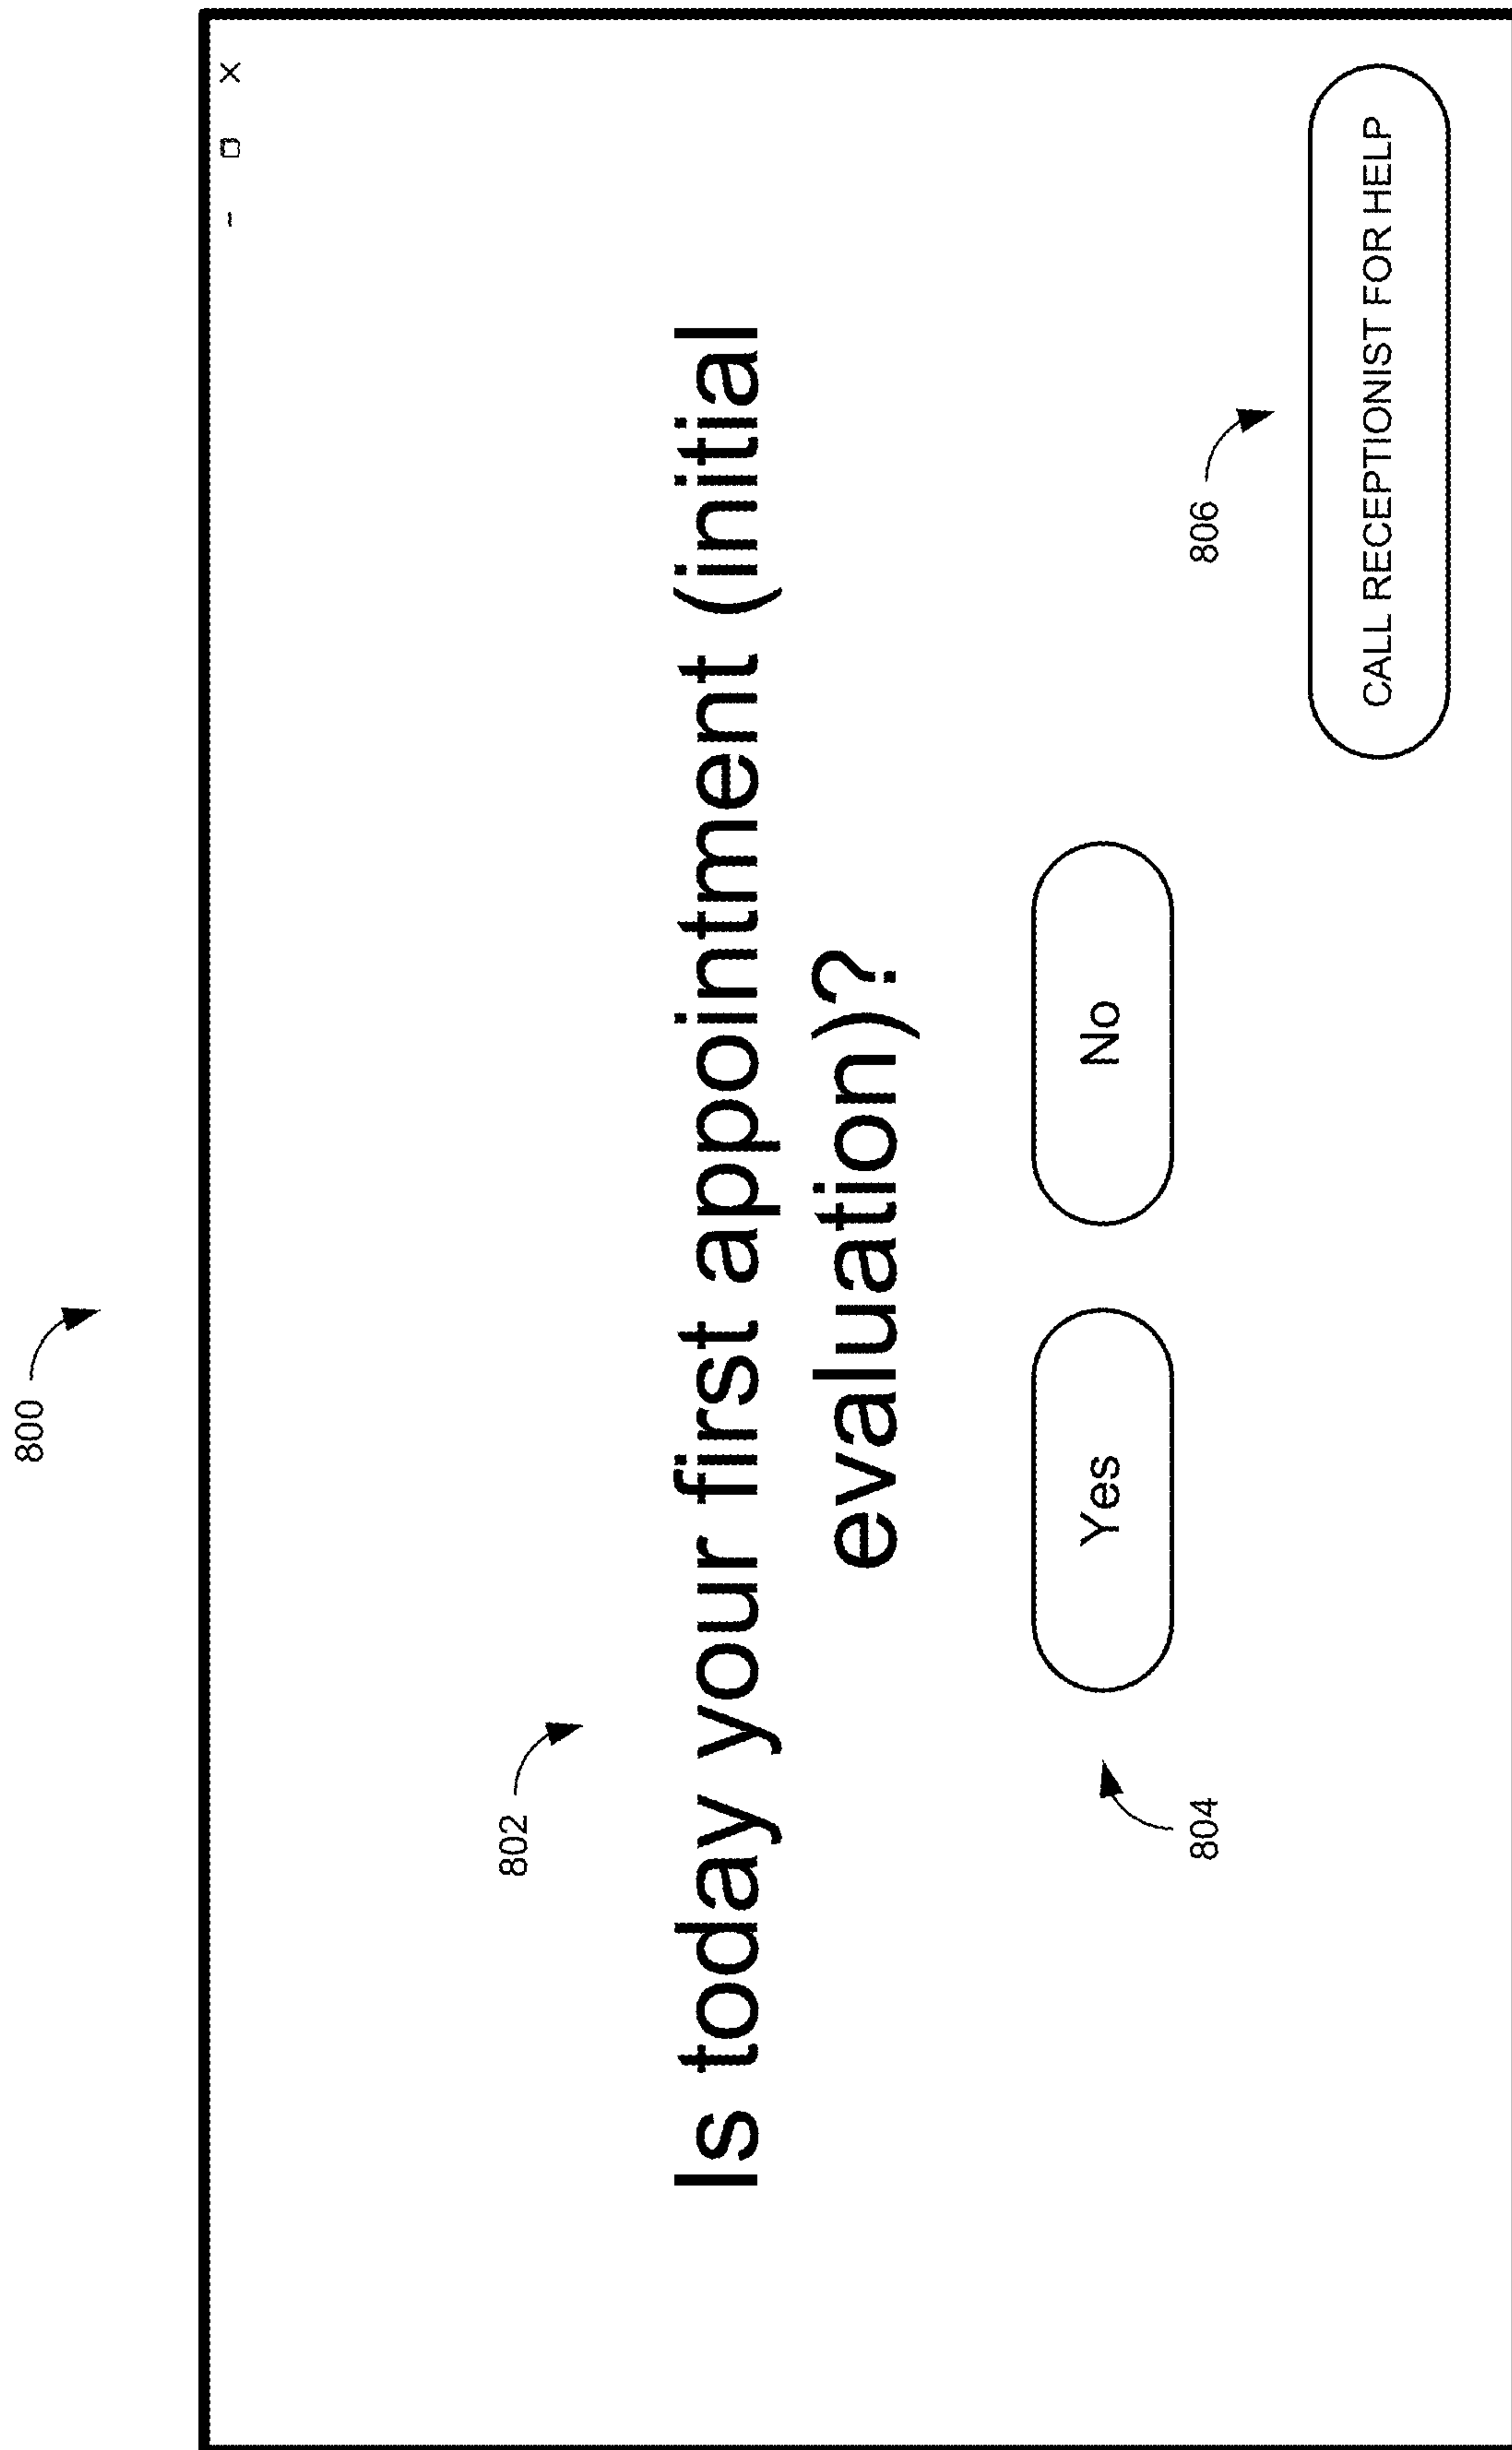 800
802
Is today your first appointment (initial
evaluation)?
Yes
No
804
806
CALL RECEPTIONIST FOR HELP